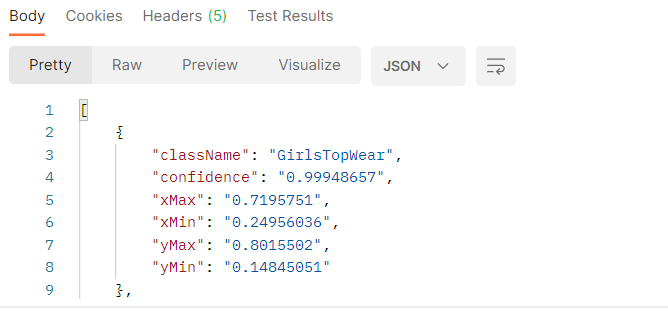 Body Cookies Headers (5) Test Results
Pretty Raw Preview Visualize JSON
1 [
2 {
3 "className": "GirlsTopWear",
4 "confidence": "0.99948657",
5 "xMax": "0.7195751",
6 "xMin": "0.24956036",
7 "yMax": "0.8015502",
8 "yMin": "0.14845051"
9 },